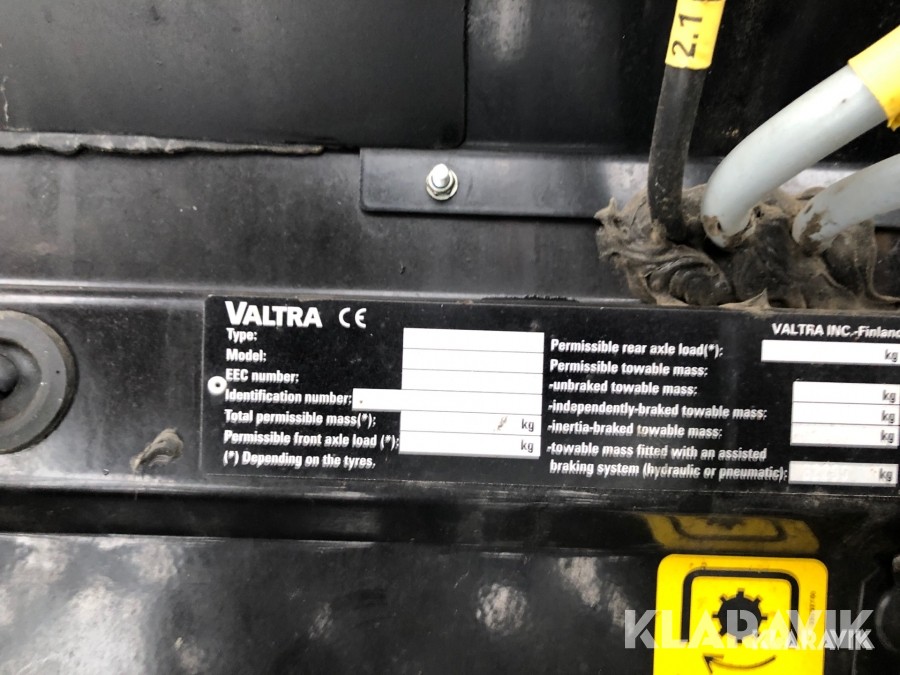 2.1
VALTRA CE
VALTRA INC.-Finland
Type:
Model:
EEC number:
Identification number:
Total permissible mass(*): kg
Permissible front axle load (*): kg
(*) Depending on the tyres.
Permissible rear axle load(*): kg
Permissible towable mass:
-unbraked towable mass: kg
-independently-braked towable mass: kg
-inertia-braked towable mass: kg
-towable mass fitted with an assisted
braking system (hydraulic or pneumatic): kg
KLARAVIK
KLARAVIK